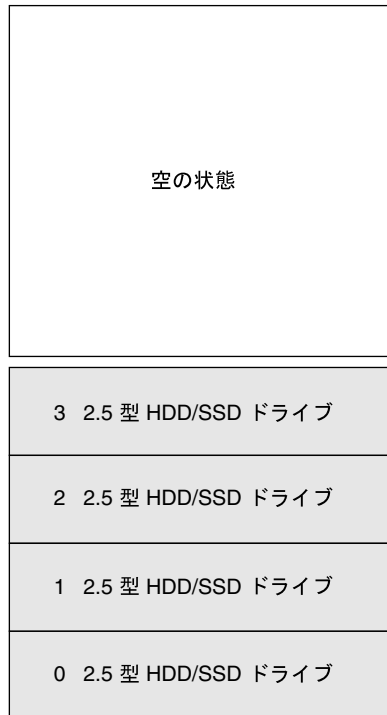 空の状態
3 2.5 型 HDD/SSD ドライブ
2 2.5 型 HDD/SSD ドライブ
1 2.5 型 HDD/SSD ドライブ
0 2.5 型 HDD/SSD ドライブ